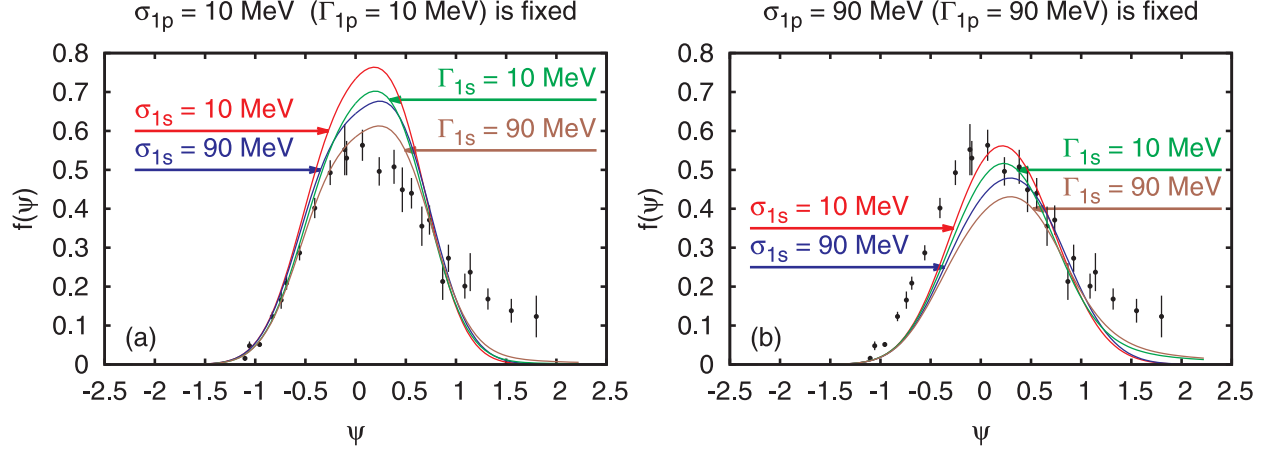 σ1p = 10 MeV (Γ1p = 10 MeV) is fixed
f(ψ)
0.8
0.7
0.6
0.5
0.4
0.3
0.2
0.1
0
Γ1s = 10 MeV
σ1s = 10 MeV
Γ1s = 90 MeV
σ1s = 90 MeV
(a)
-2.5 -2 -1.5 -1 -0.5 0 0.5 1 1.5 2 2.5
ψ
σ1p = 90 MeV (Γ1p = 90 MeV) is fixed
f(ψ)
0.8
0.7
0.6
0.5
0.4
0.3
0.2
0.1
0
Γ1s = 10 MeV
Γ1s = 90 MeV
σ1s = 10 MeV
σ1s = 90 MeV
(b)
-2.5 -2 -1.5 -1 -0.5 0 0.5 1 1.5 2 2.5
ψ